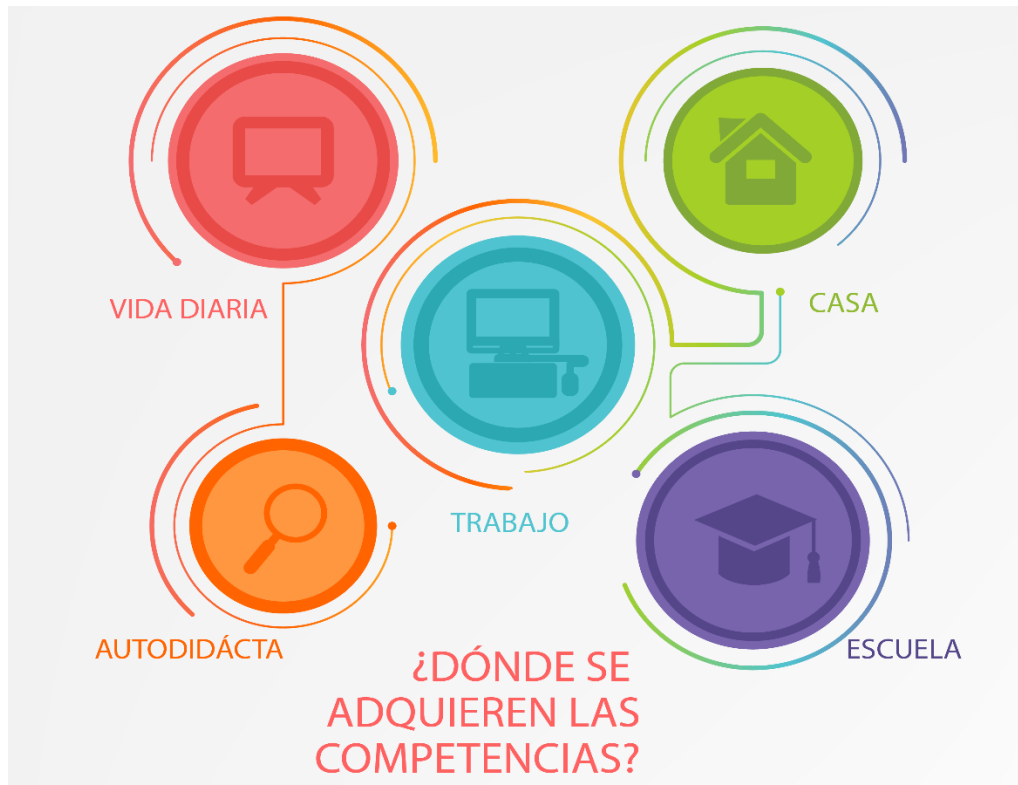 VIDA DIARIA
CASA
TRABAJO
AUTODIDÁCTA
ESCUELA
¿DÓNDE SE
ADQUIEREN LAS
COMPETENCIAS?